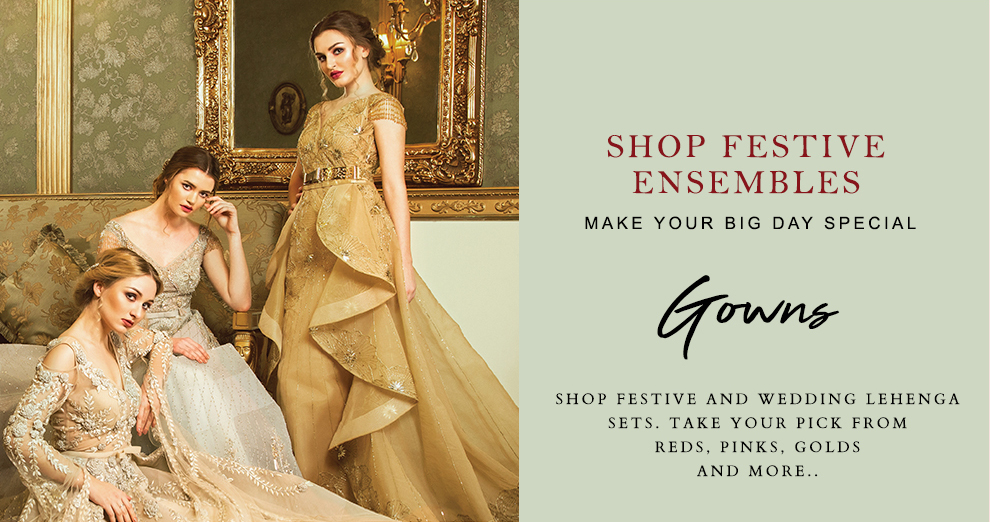 SHOP FESTIVE
ENSEMBLES
MAKE YOUR BIG DAY SPECIAL
Gowns
SHOP FESTIVE AND WEDDING LEHENGA
SETS. TAKE YOUR PICK FROM
REDS, PINKS, GOLDS
AND MORE..